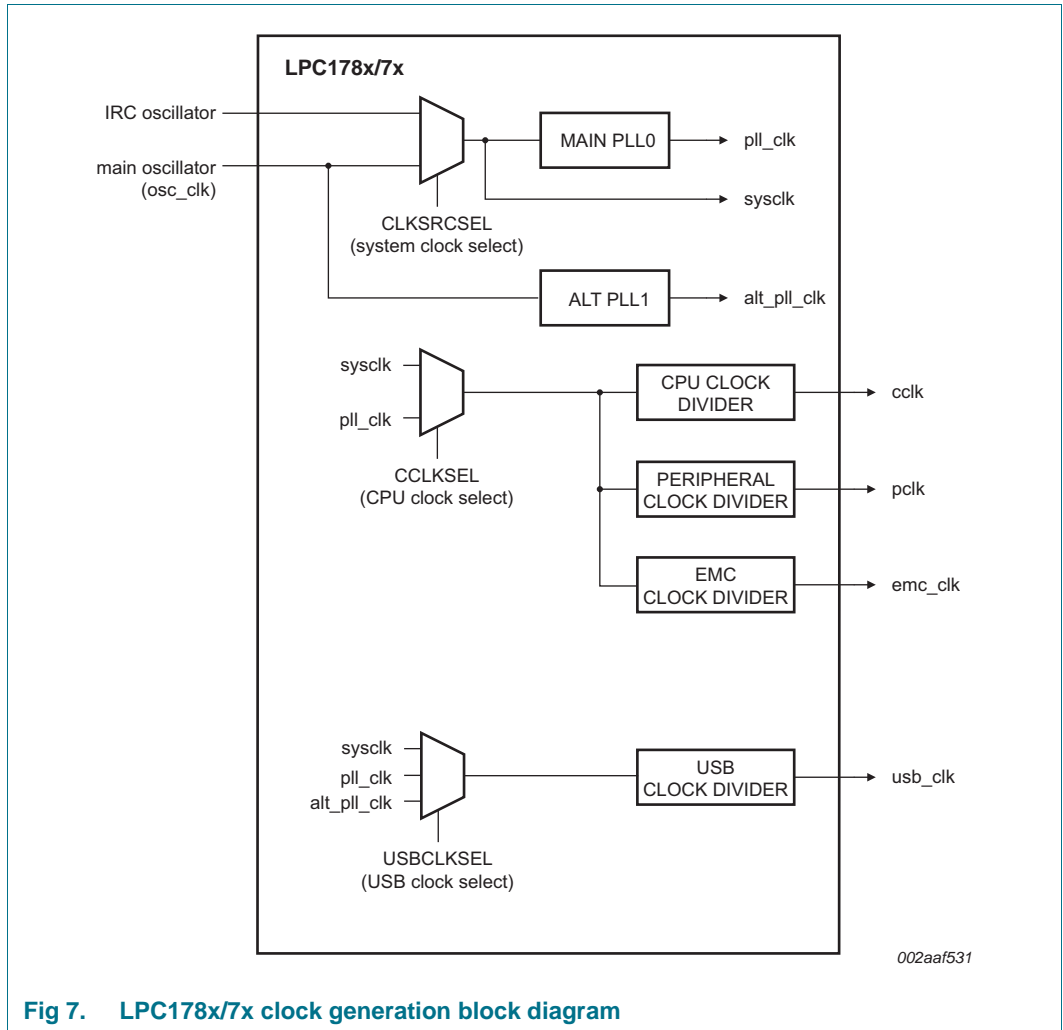 LPC178x/7x
IRC oscillator
main oscillator
(osc_clk)
MAIN PLL0
pll_clk
sysclk
CLKSRCSEL
(system clock select)
ALT PLL1
alt_pll_clk
sysclk
pll_clk
CCLKSEL
(CPU clock select)
CPU CLOCK
DIVIDER
cclk
PERIPHERAL
CLOCK DIVIDER
pclk
EMC
CLOCK DIVIDER
emc_clk
sysclk
pll_clk
alt_pll_clk
USBCLKSEL
(USB clock select)
USB
CLOCK DIVIDER
usb_clk
002aaf531
Fig 7. LPC178x/7x clock generation block diagram